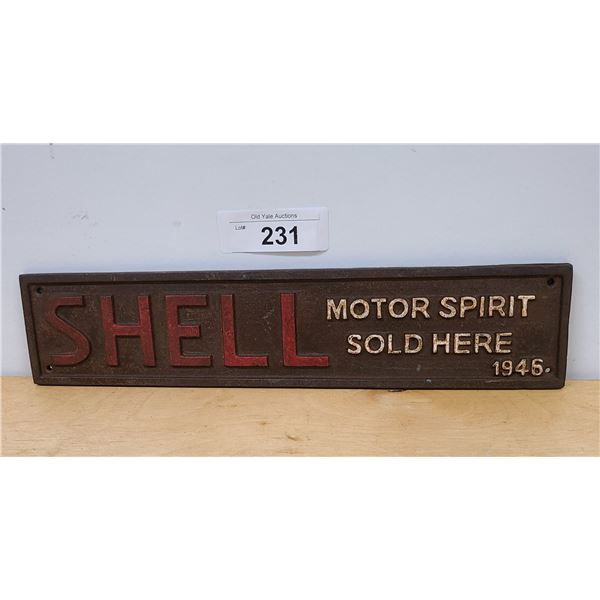 Old Yale Auctions
Lot#:
231
SHELL
MOTOR SPIRIT
SOLD HERE
1946.